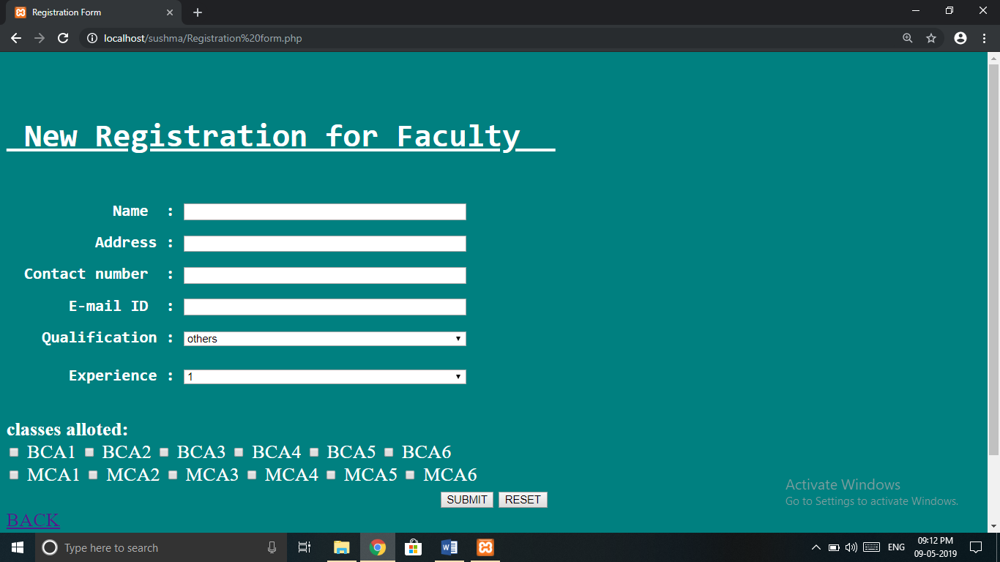 Registration Form
localhost/sushma/Registration%20form.php
New Registration for Faculty
Name :
Address :
Contact number :
E-mail ID :
Qualification : others
Experience : 1
classes alloted:
BCA1 BCA2 BCA3 BCA4 BCA5 BCA6
MCA1 MCA2 MCA3 MCA4 MCA5 MCA6
SUBMIT RESET
BACK
Activate Windows
Go to Settings to activate Windows.
Type here to search
ENG
09:12 PM
09-05-2019